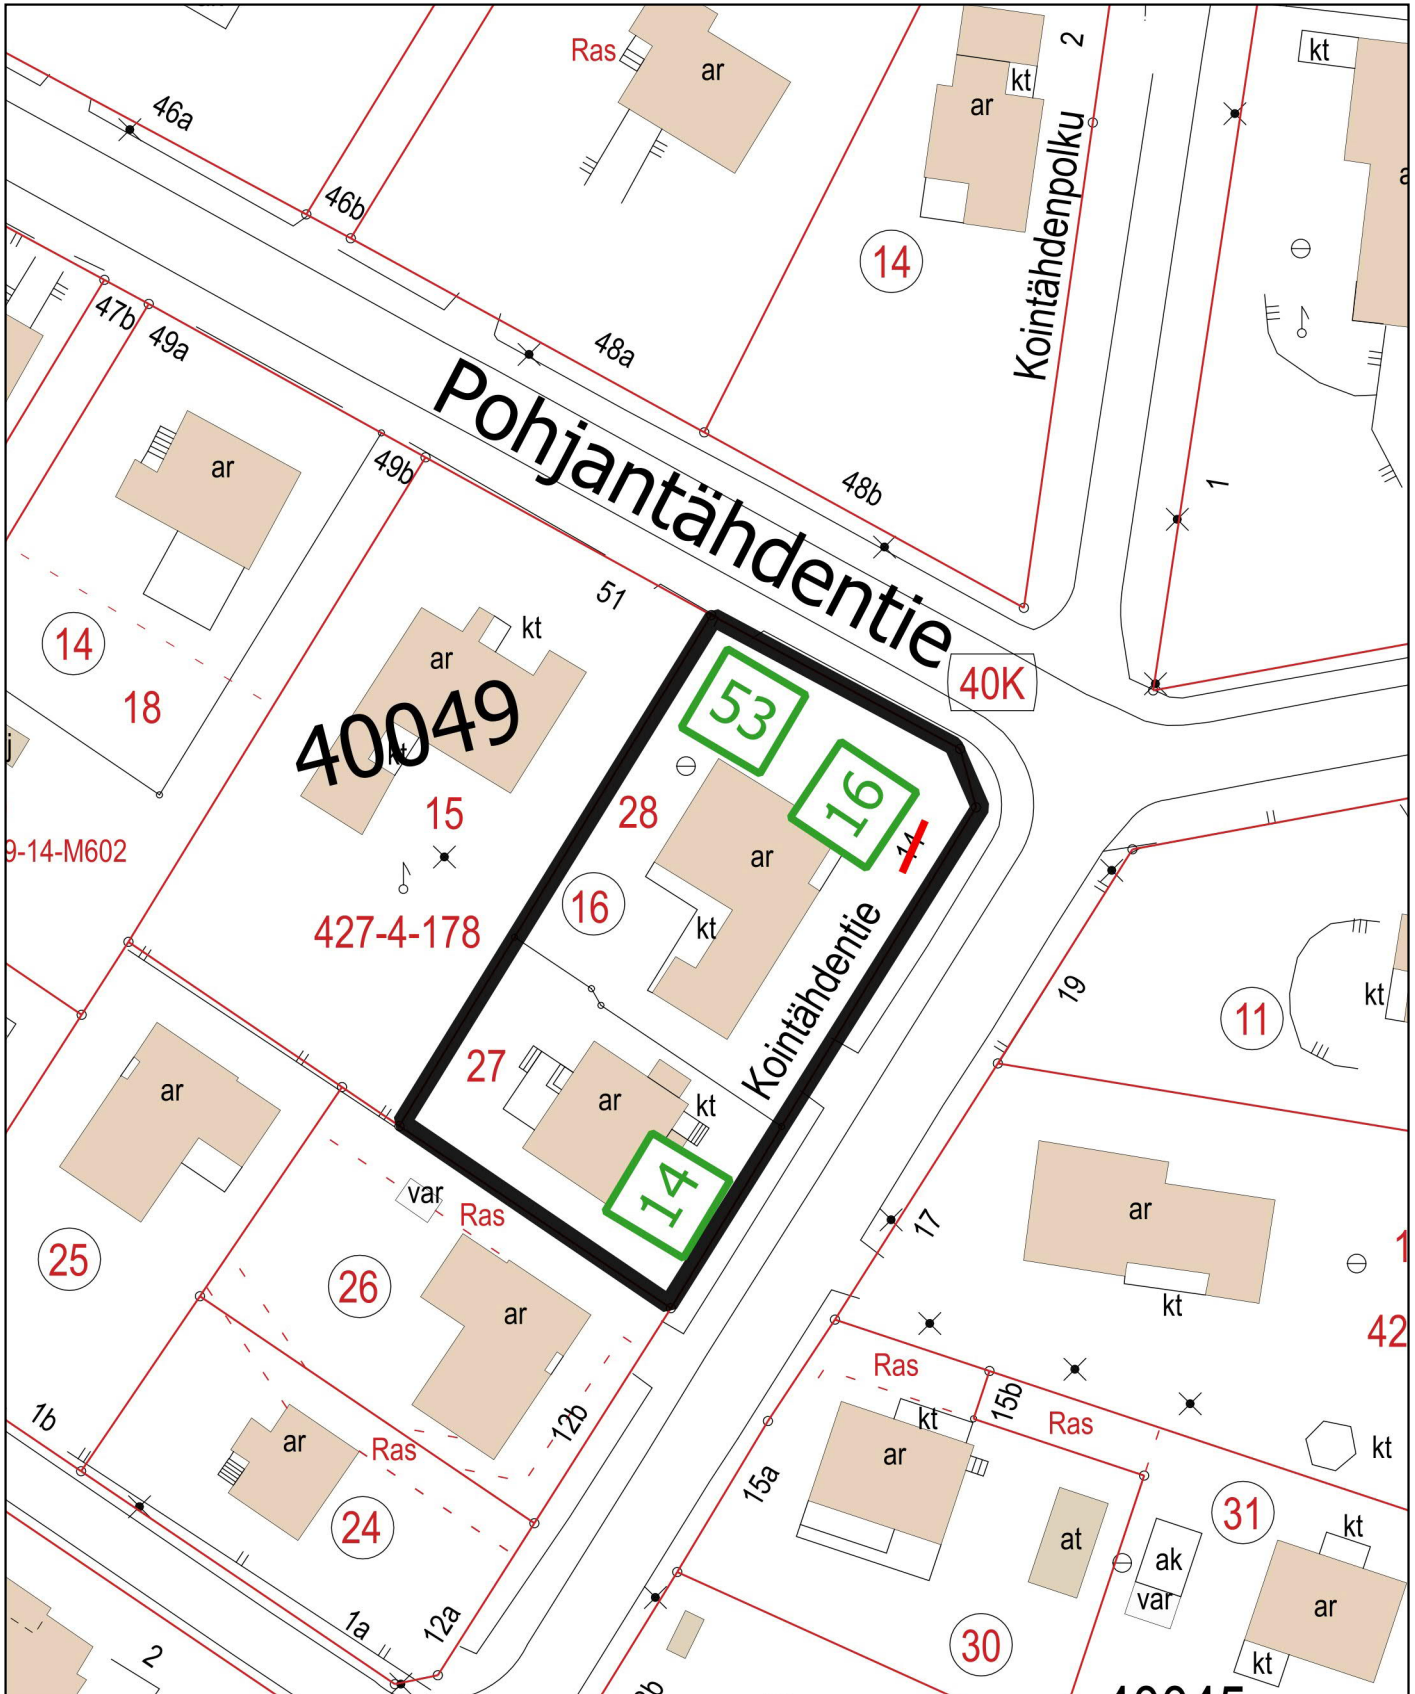 46a
Ras
ar
ar
kt
2
kt
46b
Kointähdenpolku
14
47b
49a
48a
Pohjantähdentie
ar
49b
48b
1
51
14
18
ar
kt
40049
kt
15
53
40K
16
14
28
ar
j
9-14-M602
427-4-178
16
kt
Kointähdentie
19
11
kt
27
ar
kt
14
ar
var
Ras
17
ar
kt
25
26
ar
42
1b
ar
Ras
12b
24
Ras
kt
15b
Ras
ar
15a
kt
31
kt
at
ak
var
ar
kt
1a
12a
2
30